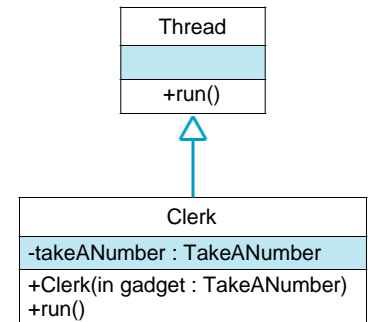 Thread
+run()
Clerk
-takeANumber : TakeANumber
+Clerk(in gadget : TakeANumber)
+run()